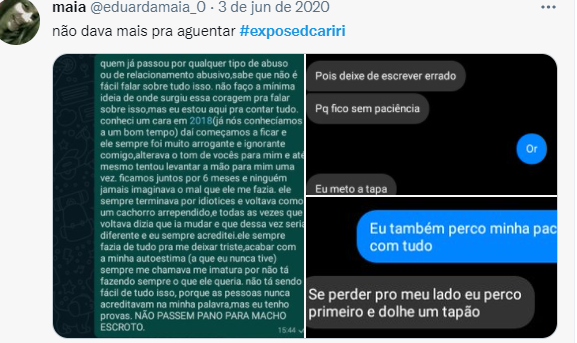 maia @eduardamaia_0 · 3 de jun de 2020
não dava mais pra aguentar #exposedcariri
quem já passou por qualquer tipo de abuso
ou de relacionamento abusivo,sabe que não é
fácil falar sobre tudo isso. não faço a mínima
ideia de onde surgiu essa coragem pra falar
sobre isso,mas eu estou aqui pra contar tudo.
conheci um cara em 2018(já nós conhecíamos
a um bom tempo) daí começamos a ficar e
ele sempre foi muito arrogante e ignorante
comigo,alterava o tom de vocês para mim e até
mesmo tentou levantar a mão para mim uma
vez. ficamos juntos por 6 meses e ninguém
jamais imaginava o mal que ele me fazia. ele
sempre terminava por idiotices e voltava como
um cachorro arrependido,e todas as vezes que
voltava dizia que ia mudar e que dessa vez seria
diferente e eu sempre acreditei.ele sempre
fazia de tudo pra me deixar triste,acabar com
a minha autoestima (a que eu nunca tive)
sempre me chamava me imatura por não tá
fazendo sempre o que ele queria. não tá sendo
fácil de tudo isso, porque as pessoas nunca
acreditavam na minha palavra,mas eu tenho
provas. NÃO PASSEM PANO PARA MACHO
ESCROTO.
15:44
Pois deixe de escrever errado
Pq fico sem paciência
Or
Eu meto a tapa
Eu também perco minha pac
com tudo
Se perder pro meu lado eu perco
primeiro e dolhe um tapão